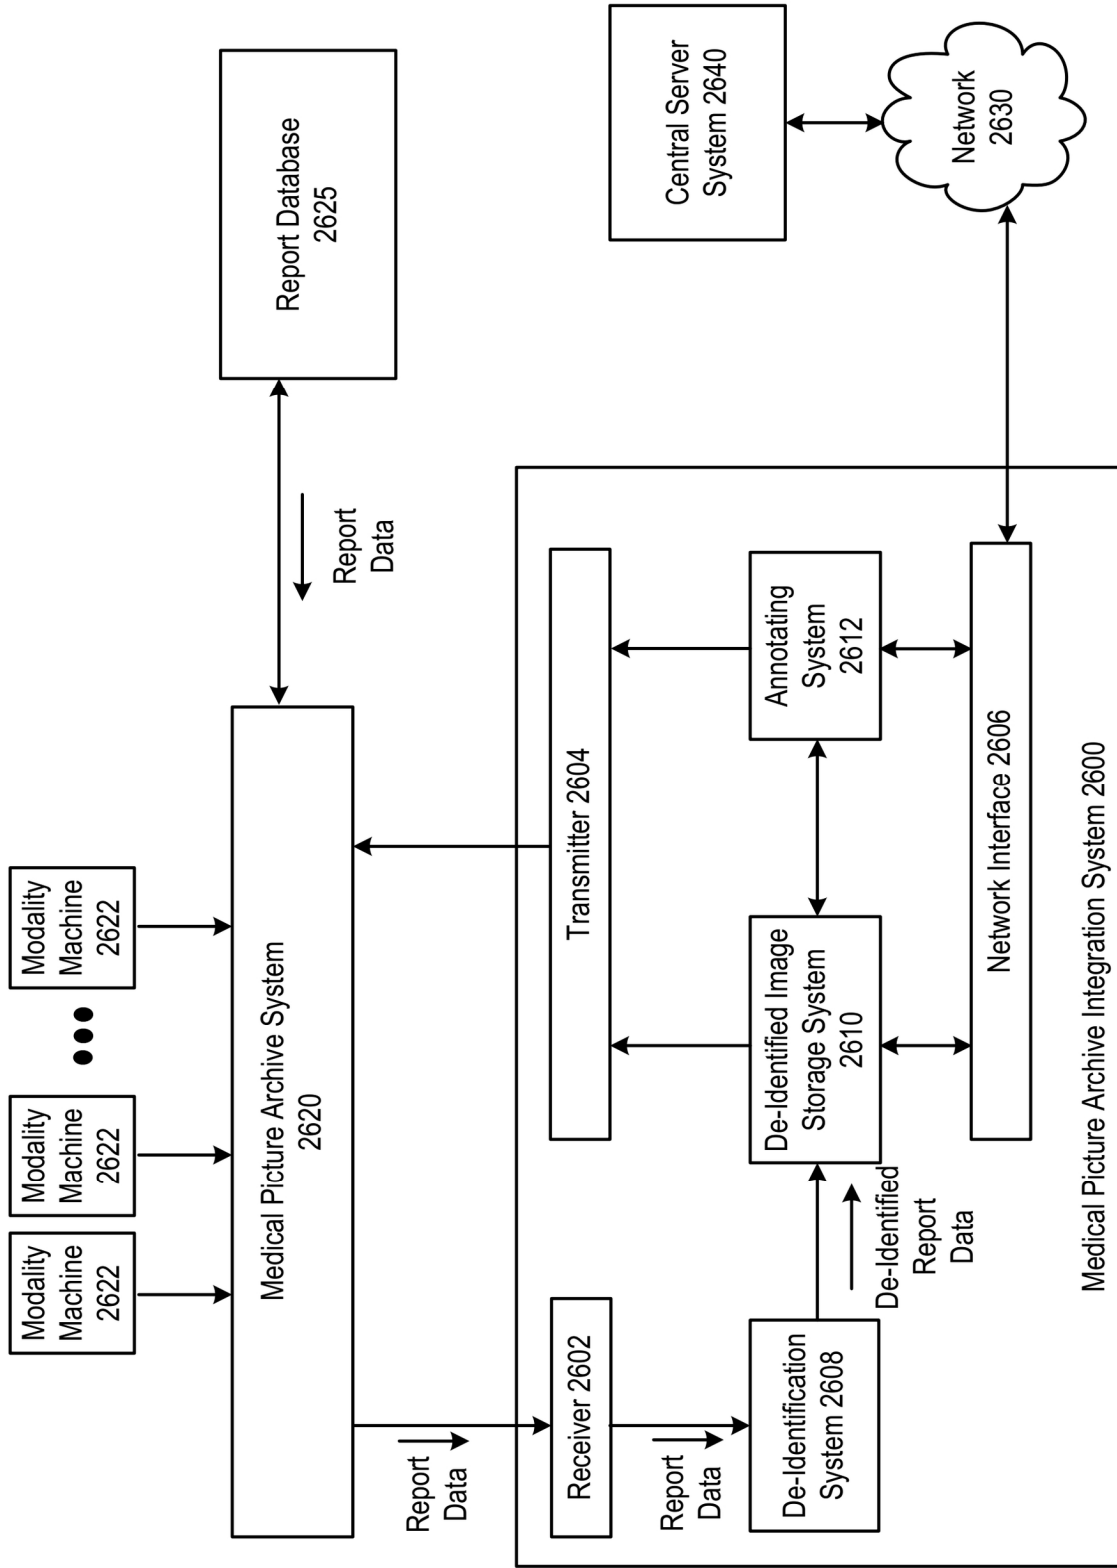 Modality
Machine
2622
Modality
Machine
2622
Modality
Machine
2622
Medical Picture Archive System
2620
Report Database
2625
Report
Data
Report
Data
Receiver 2602
Transmitter 2604
Report
Data
De-Identification
System 2608
De-Identified
Report
Data
De-Identified Image
Storage System
2610
Annotating
System
2612
Network Interface 2606
Medical Picture Archive Integration System 2600
Central Server
System 2640
Network
2630